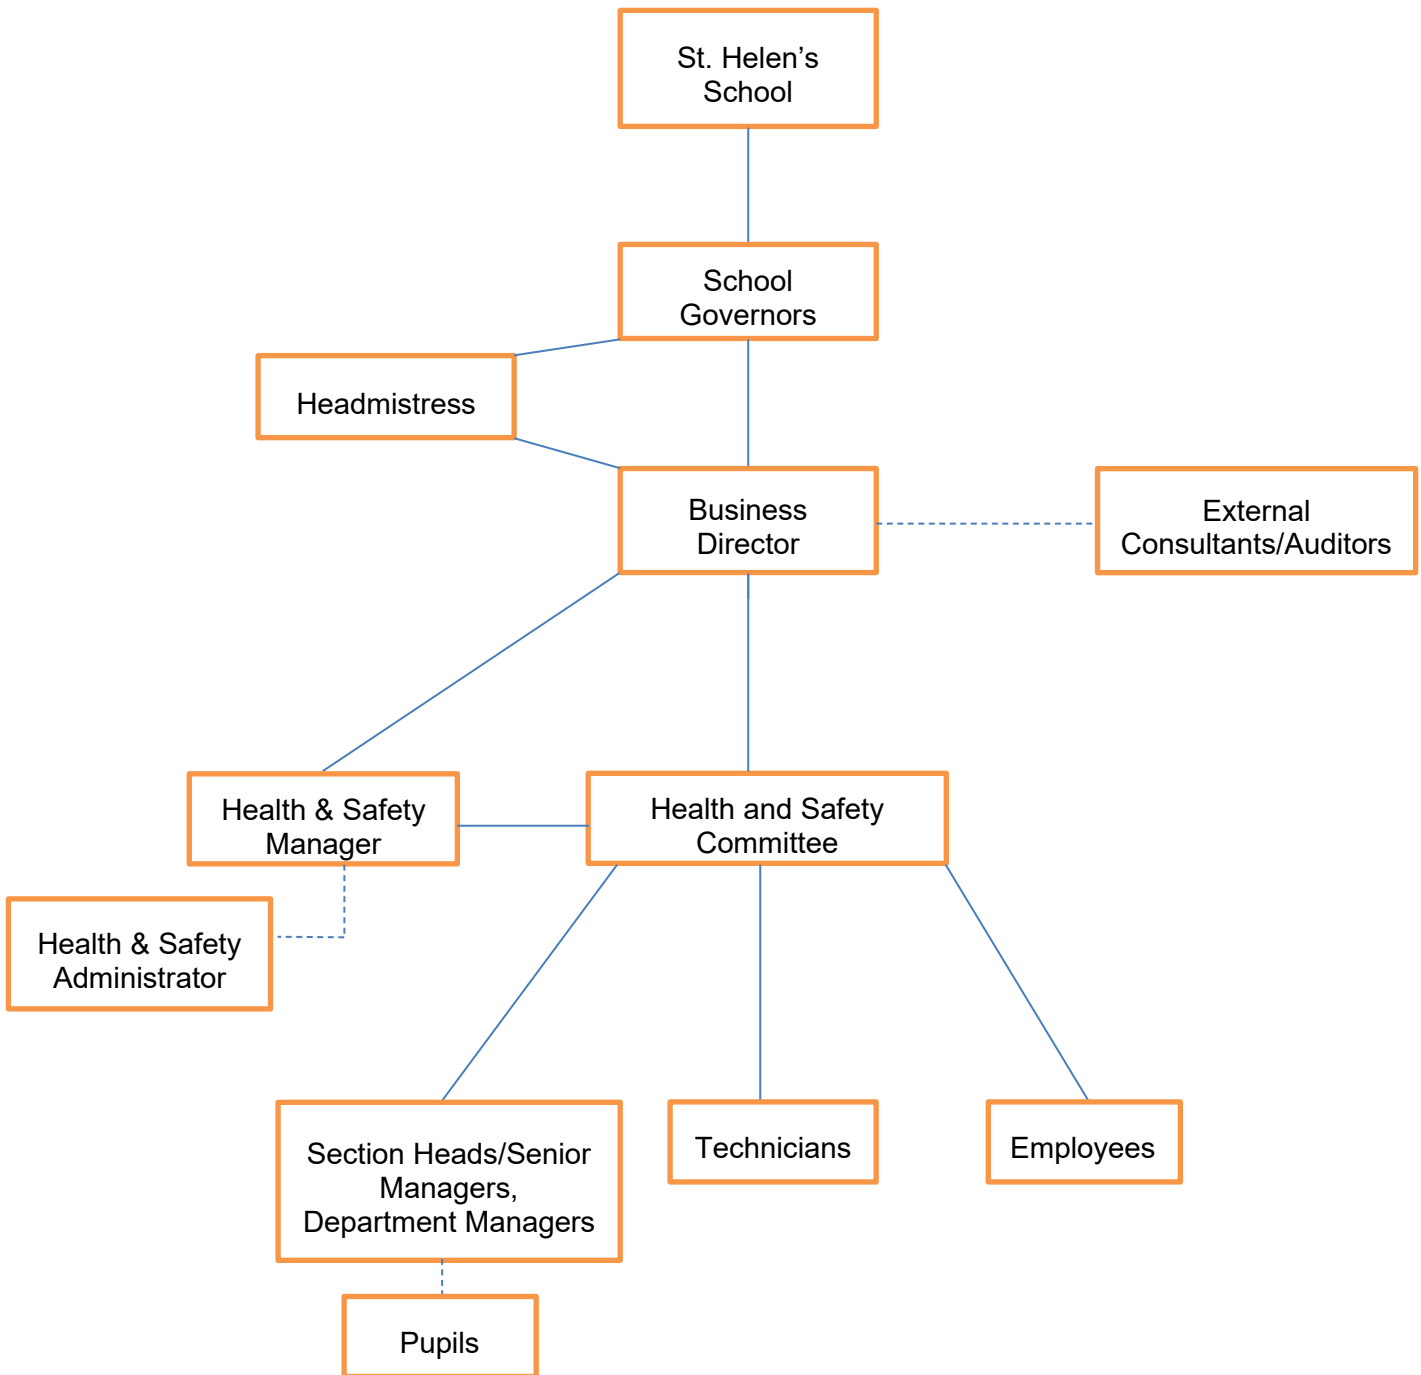 St. Helen’s
School
School
Governors
Headmistress
Business
Director
External
Consultants/Auditors
Health & Safety
Manager
Health and Safety
Committee
Health & Safety
Administrator
Section Heads/Senior
Managers,
Department Managers
Technicians
Employees
Pupils